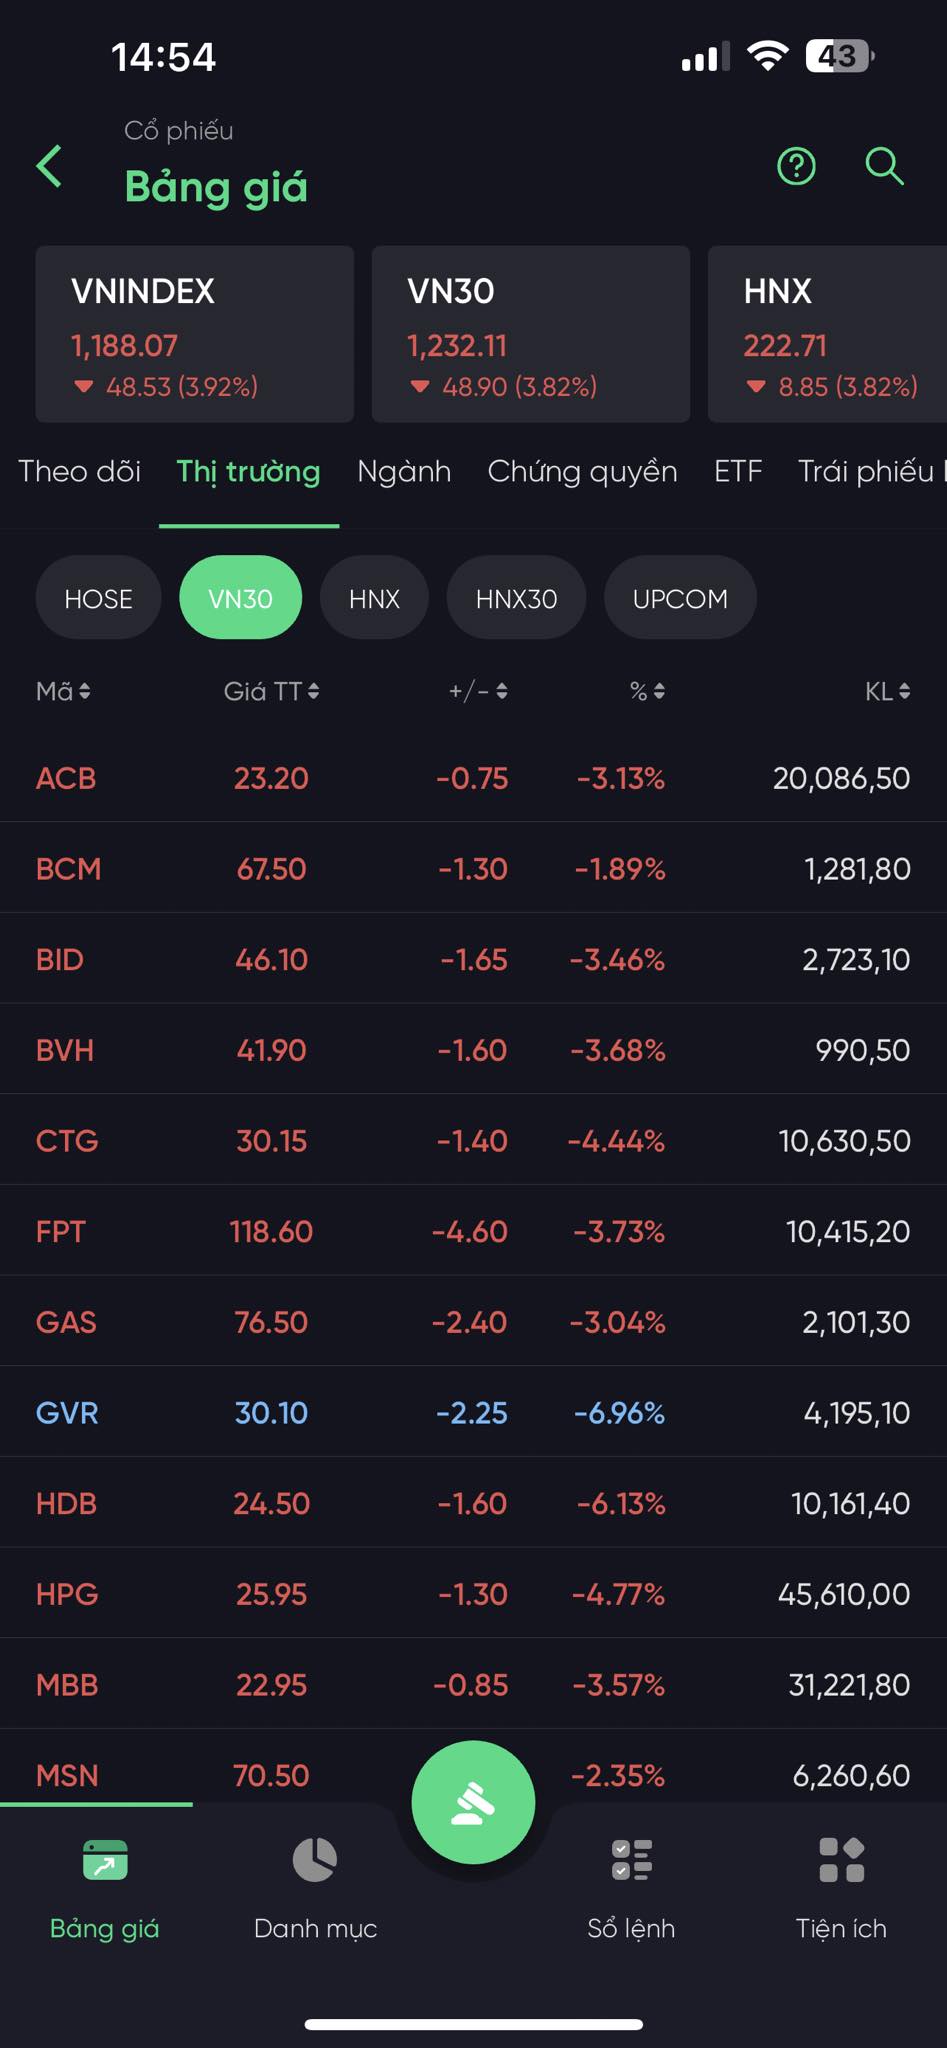 14:54
43
Cổ phiếu
Bảng giá
VNINDEX
1,188.07
48.53 (3.92%)
VN30
1,232.11
48.90 (3.82%)
HNX
222.71
8.85 (3.82%)
Theo dõi Thị trường Ngành Chứng quyền ETF Trái phiếu
HOSE VN30 HNX HNX30 UPCOM
Mã Giá TT +/- % KL
ACB 23.20 -0.75 -3.13% 20,086,50
BCM 67.50 -1.30 -1.89% 1,281,80
BID 46.10 -1.65 -3.46% 2,723,10
BVH 41.90 -1.60 -3.68% 990,50
CTG 30.15 -1.40 -4.44% 10,630,50
FPT 118.60 -4.60 -3.73% 10,415,20
GAS 76.50 -2.40 -3.04% 2,101,30
GVR 30.10 -2.25 -6.96% 4,195,10
HDB 24.50 -1.60 -6.13% 10,161,40
HPG 25.95 -1.30 -4.77% 45,610,00
MBB 22.95 -0.85 -3.57% 31,221,80
MSN 70.50 -2.35% 6,260,60
Bảng giá Danh mục Sổ lệnh Tiện ích